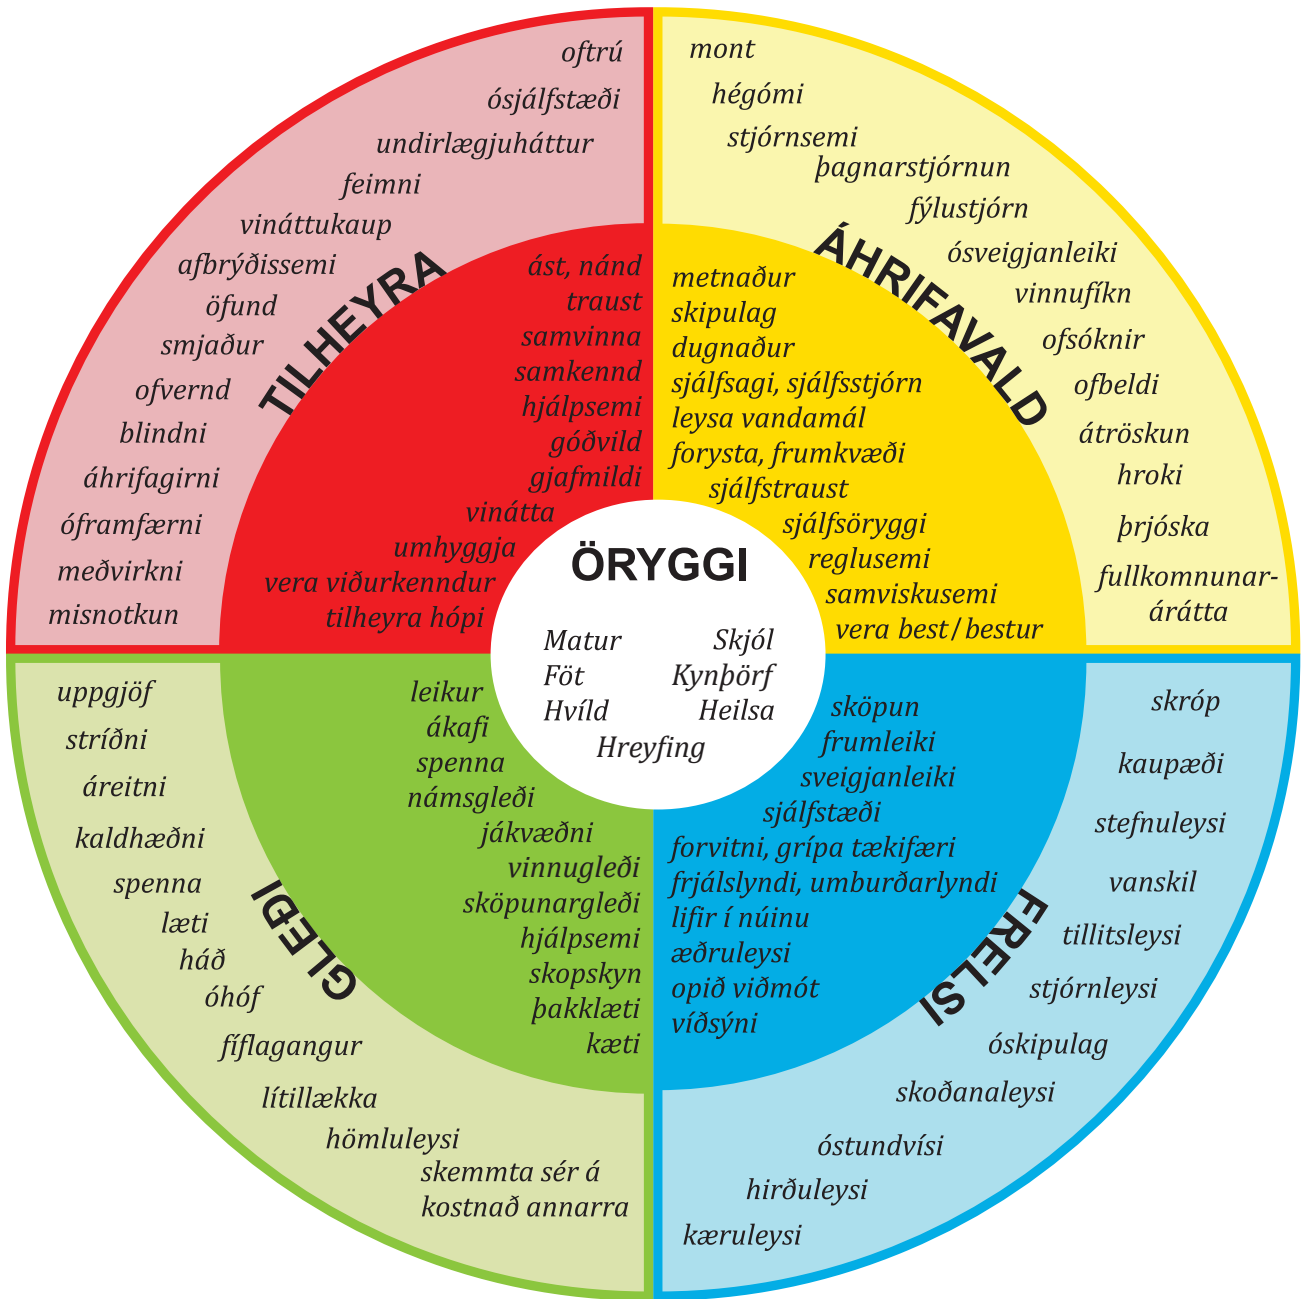 oftrú
ósjálfstæði
undirlægjuháttur
feimni
vináttukaup
afbrýðissemi
öfund
smjaður
ofvernd
blindni
áhrifagirni
óframfærni
meðvirkni
misnotkun
TILHEYRA
ást, nánd
traust
samvinna
samkennd
hjálpsemi
góðvild
gjafmildi
vinátta
umhyggja
vera viðurkenndur
tilheyra hópi
mont
hégómi
stjórnsemi
þagnarstjórnun
fýlustjórn
ósveigjanleiki
vinnufíkn
ofsóknir
ofbeldi
átröskun
hroki
þrjóska
fullkomnunar-
árátta
ÁHRIFAVALD
metnaður
skipulag
dugnaður
sjálfsagi, sjálfsstjórn
leysa vandamál
forysta, frumkvæði
sjálfstraust
sjálfsöryggi
reglusemi
samviskusemi
vera best/bestur
ÖRYGGI
Matur Skjól
Föt Kynþörf
Hvíld Heilsa
Hreyfing
uppgjöf
stríðni
áreitni
kaldhæðni
spenna
læti
háð
óhóf
fíflagangur
lítillækka
hömluleysi
skemmta sér á
kostnað annarra
GLEÐI
leikur
ákafi
spenna
námsgleði
jákvæðni
vinnugleði
sköpunargleði
hjálpsemi
skopskyn
þakklæti
kæti
sköpun
frumleiki
sveigjanleiki
sjálfstæði
forvitni, grípa tækifæri
frjálslyndi, umburðarlyndi
lifir í núinu
æðruleysi
opið viðmót
víðsýni
FRELSI
skróp
kaupæði
stefnuleysi
vanskil
tillitsleysi
stjórnleysi
óskipulag
skoðanaleysi
óstundvísi
hirðuleysi
kæruleysi